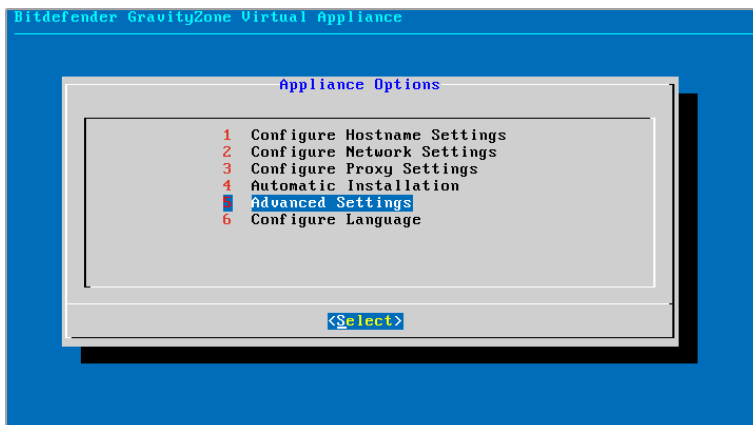 Bitdefender GravityZone Virtual Appliance
Appliance Options
1 Configure Hostname Settings
2 Configure Network Settings
3 Configure Proxy Settings
4 Automatic Installation
5 Advanced Settings
6 Configure Language
<Select>